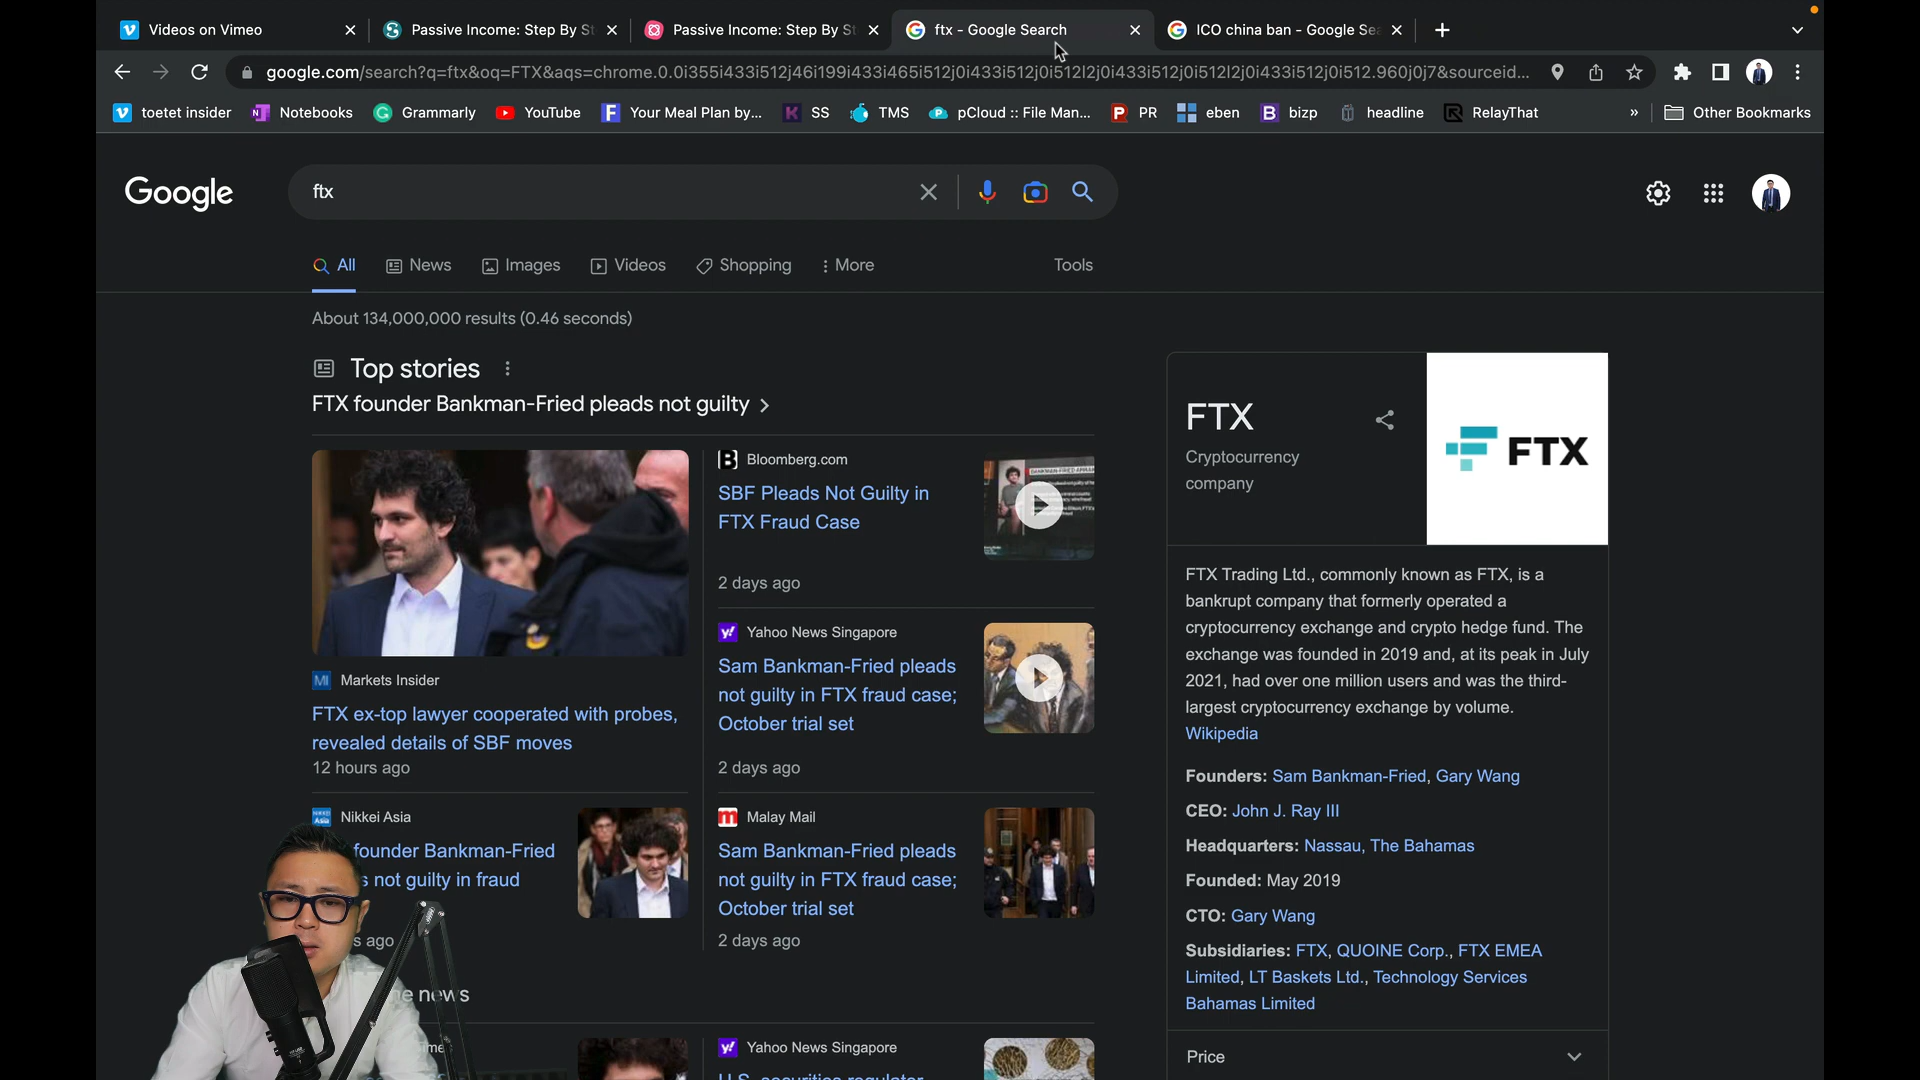 Videos on Vimeo
Passive Income: Step By St
Passive Income: Step By St
ftx - Google Search
ICO china ban - Google Sea
google.com/search?q=ftx&oq=FTX&aqs=chrome.0.0i355i433i512j46i199i433i465i512j0i433i512j0i512l2j0i433i512j0i512l2j0i433i512j0i512.960j0j7&sourceid...
toetet insider
Notebooks
Grammarly
YouTube
Your Meal Plan by...
SS
TMS
pCloud :: File Man...
PR
eben
bizp
headline
RelayThat
»
Other Bookmarks
Google
ftx
All
News
Images
Videos
Shopping
More
Tools
About 134,000,000 results (0.46 seconds)
Top stories
FTX founder Bankman-Fried pleads not guilty
Markets Insider
FTX ex-top lawyer cooperated with probes,
revealed details of SBF moves
12 hours ago
Bloomberg.com
SBF Pleads Not Guilty in
FTX Fraud Case
2 days ago
Yahoo News Singapore
Sam Bankman-Fried pleads
not guilty in FTX fraud case;
October trial set
2 days ago
Nikkei Asia
founder Bankman-Fried
not guilty in fraud
ago
Malay Mail
Sam Bankman-Fried pleads
not guilty in FTX fraud case;
October trial set
2 days ago
news
Yahoo News Singapore
U.S. securities regulator
FTX
Cryptocurrency
company
FTX
FTX Trading Ltd., commonly known as FTX, is a
bankrupt company that formerly operated a
cryptocurrency exchange and crypto hedge fund. The
exchange was founded in 2019 and, at its peak in July
2021, had over one million users and was the third-
largest cryptocurrency exchange by volume.
Wikipedia
Founders: Sam Bankman-Fried, Gary Wang
CEO: John J. Ray III
Headquarters: Nassau, The Bahamas
Founded: May 2019
CTO: Gary Wang
Subsidiaries: FTX, QUOINE Corp., FTX EMEA
Limited, LT Baskets Ltd., Technology Services
Bahamas Limited
Price